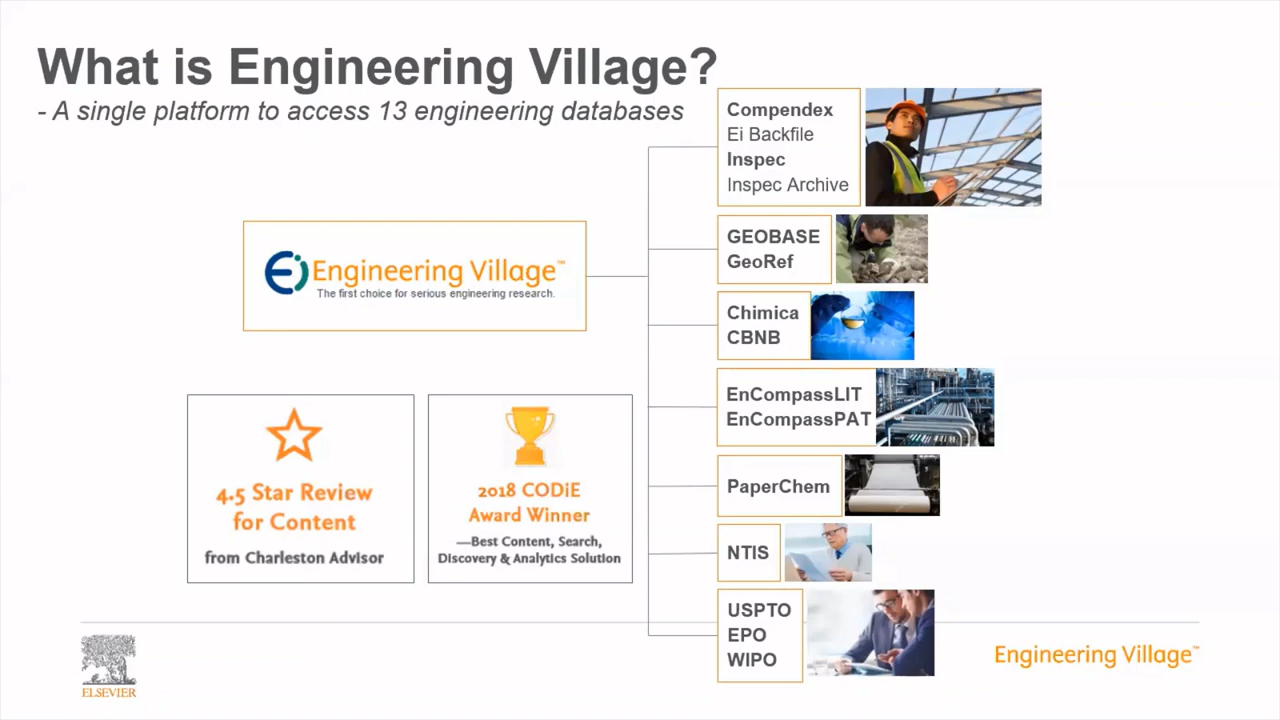 What is Engineering Village?
- A single platform to access 13 engineering databases
Compendex
Ei Backfile
Inspec
Inspec Archive
GEOBASE
GeoRef
Ei Engineering Village™
The first choice for serious engineering research.
Chimica
CBNB
EnCompassLIT
EnCompassPAT
4.5 Star Review
for Content
from Charleston Advisor
2018 CODiE
Award Winner
—Best Content, Search,
Discovery & Analytics Solution
PaperChem
NTIS
USPTO
EPO
WIPO
ELSEVIER
Engineering Village™